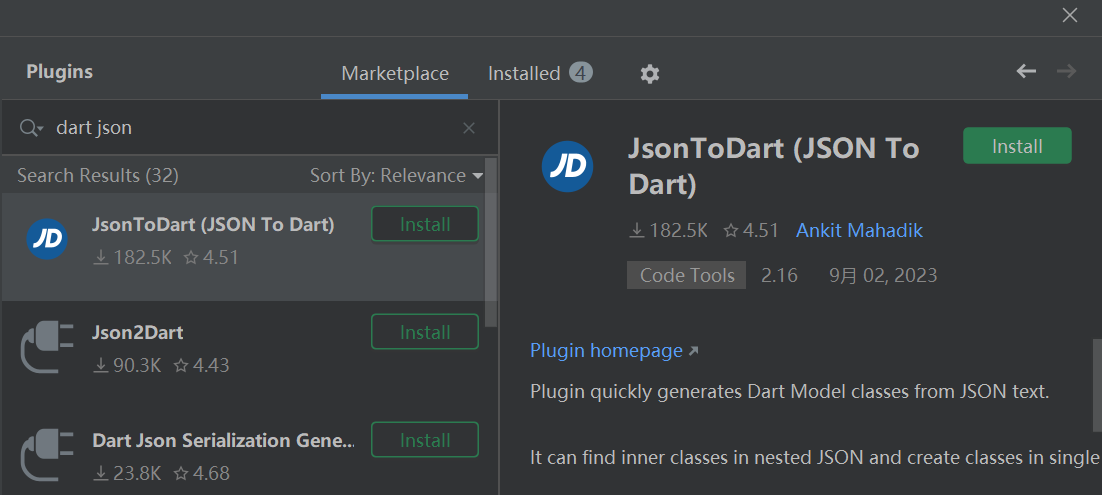 Plugins
Marketplace
Installed 4
dart json
Search Results (32)
Sort By: Relevance
JD
JsonToDart (JSON To Dart)
182.5K 4.51
Install
Json2Dart
90.3K 4.43
Install
Dart Json Serialization Gene...
23.8K 4.68
Install
JD
JsonToDart (JSON To
Dart)
Install
182.5K 4.51 Ankit Mahadik
Code Tools 2.16 9月 02, 2023
Plugin homepage
Plugin quickly generates Dart Model classes from JSON text.
It can find inner classes in nested JSON and create classes in single